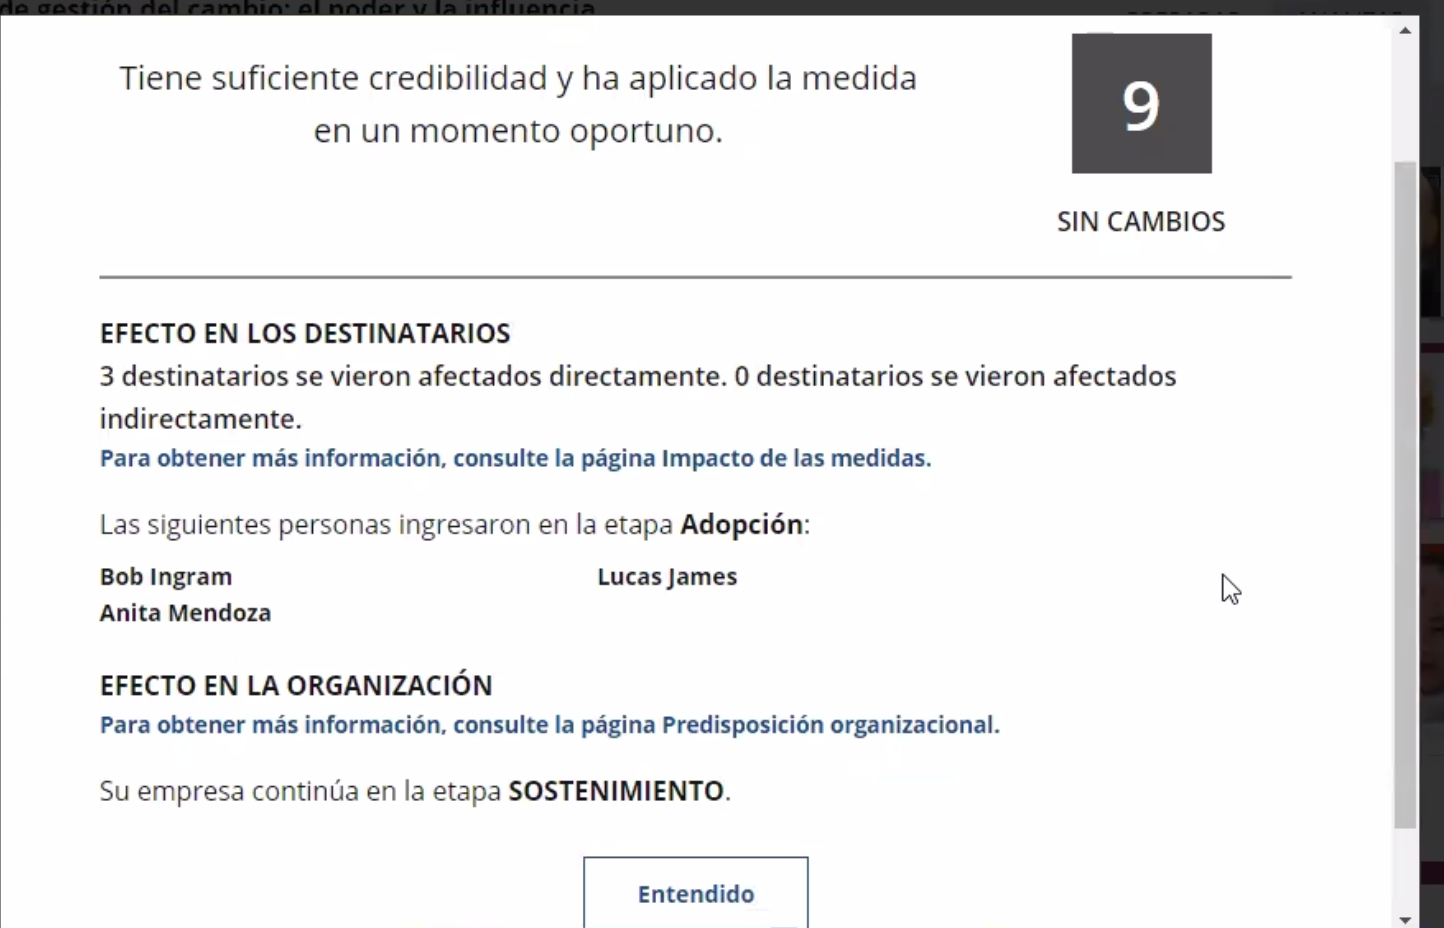 de gestión del cambio: el poder y la influencia
Tiene suficiente credibilidad y ha aplicado la medida
en un momento oportuno.
9
SIN CAMBIOS
EFECTO EN LOS DESTINATARIOS
3 destinatarios se vieron afectados directamente. 0 destinatarios se vieron afectados
indirectamente.
Para obtener más información, consulte la página Impacto de las medidas.
Las siguientes personas ingresaron en la etapa Adopción:
Bob Ingram Lucas James
Anita Mendoza
EFECTO EN LA ORGANIZACIÓN
Para obtener más información, consulte la página Predisposición organizacional.
Su empresa continúa en la etapa SOSTENIMIENTO.
Entendido